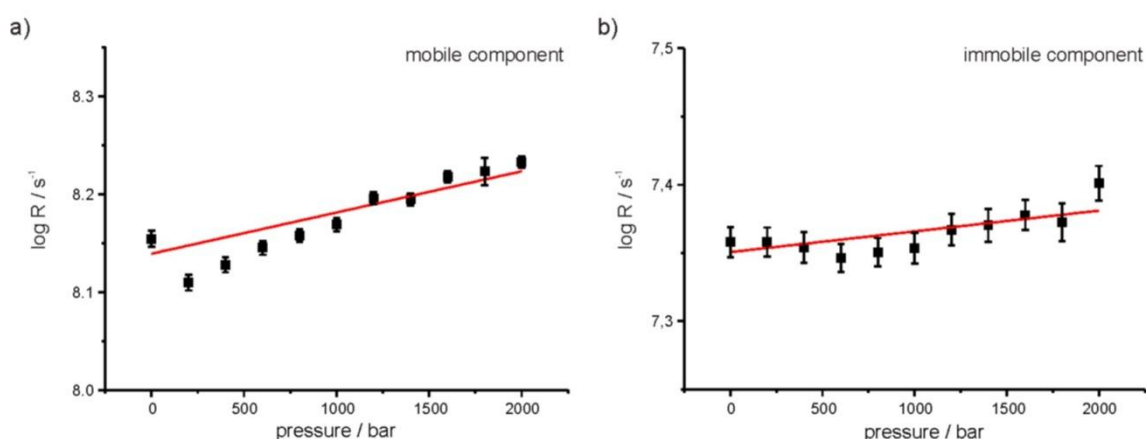 a)
mobile component
8.3
8.2
8.1
8.0
log R / s⁻¹
0 500 1000 1500 2000
pressure / bar
b)
immobile component
7,5
7,4
7,3
log R / s⁻¹
0 500 1000 1500 2000
pressure / bar